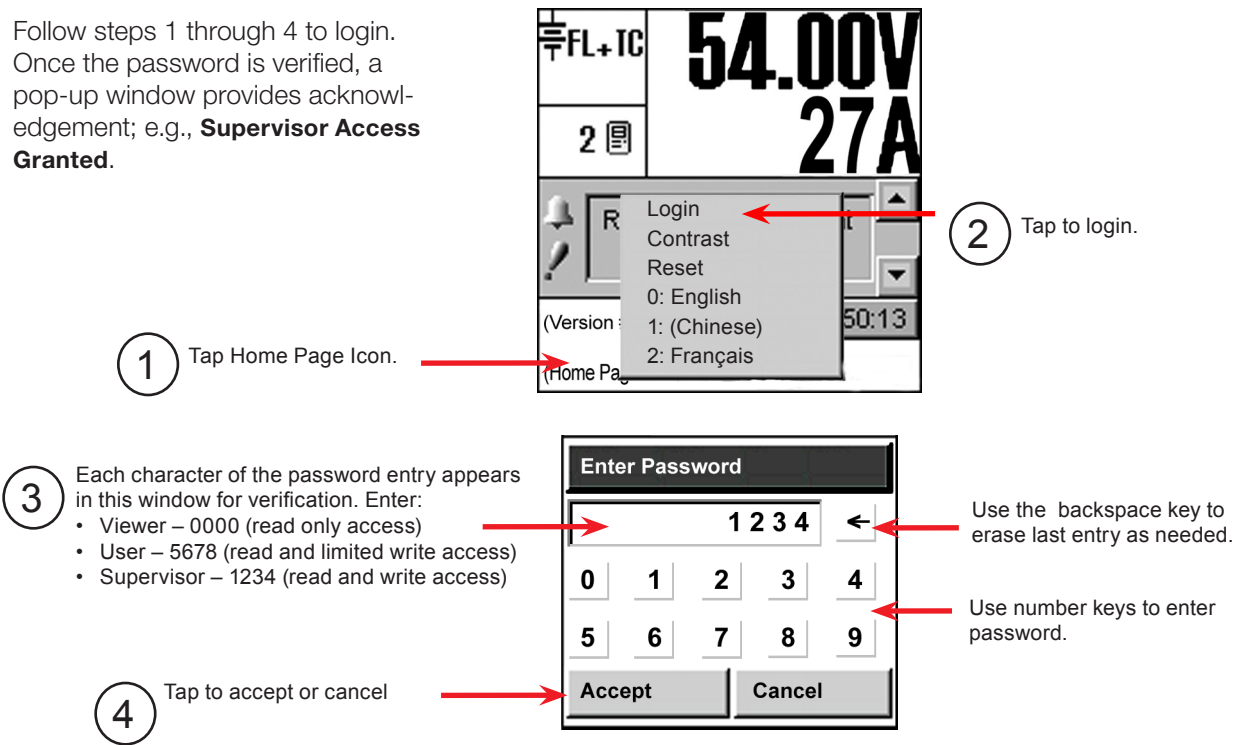 Follow steps 1 through 4 to login.
Once the password is verified, a
pop-up window provides acknowl-
edgement; e.g., Supervisor Access
Granted.
FL+TC
54.00V
27A
2
R
t
Login
Contrast
Reset
0: English
1: (Chinese)
2: Français
(Version
50:13
(Home Pag
2 Tap to login.
1 Tap Home Page Icon.
3 Each character of the password entry appears
in this window for verification. Enter:
• Viewer – 0000 (read only access)
• User – 5678 (read and limited write access)
• Supervisor – 1234 (read and write access)
Enter Password
1 2 3 4 ←
0 1 2 3 4
5 6 7 8 9
Accept Cancel
Use the backspace key to
erase last entry as needed.
Use number keys to enter
password.
4 Tap to accept or cancel